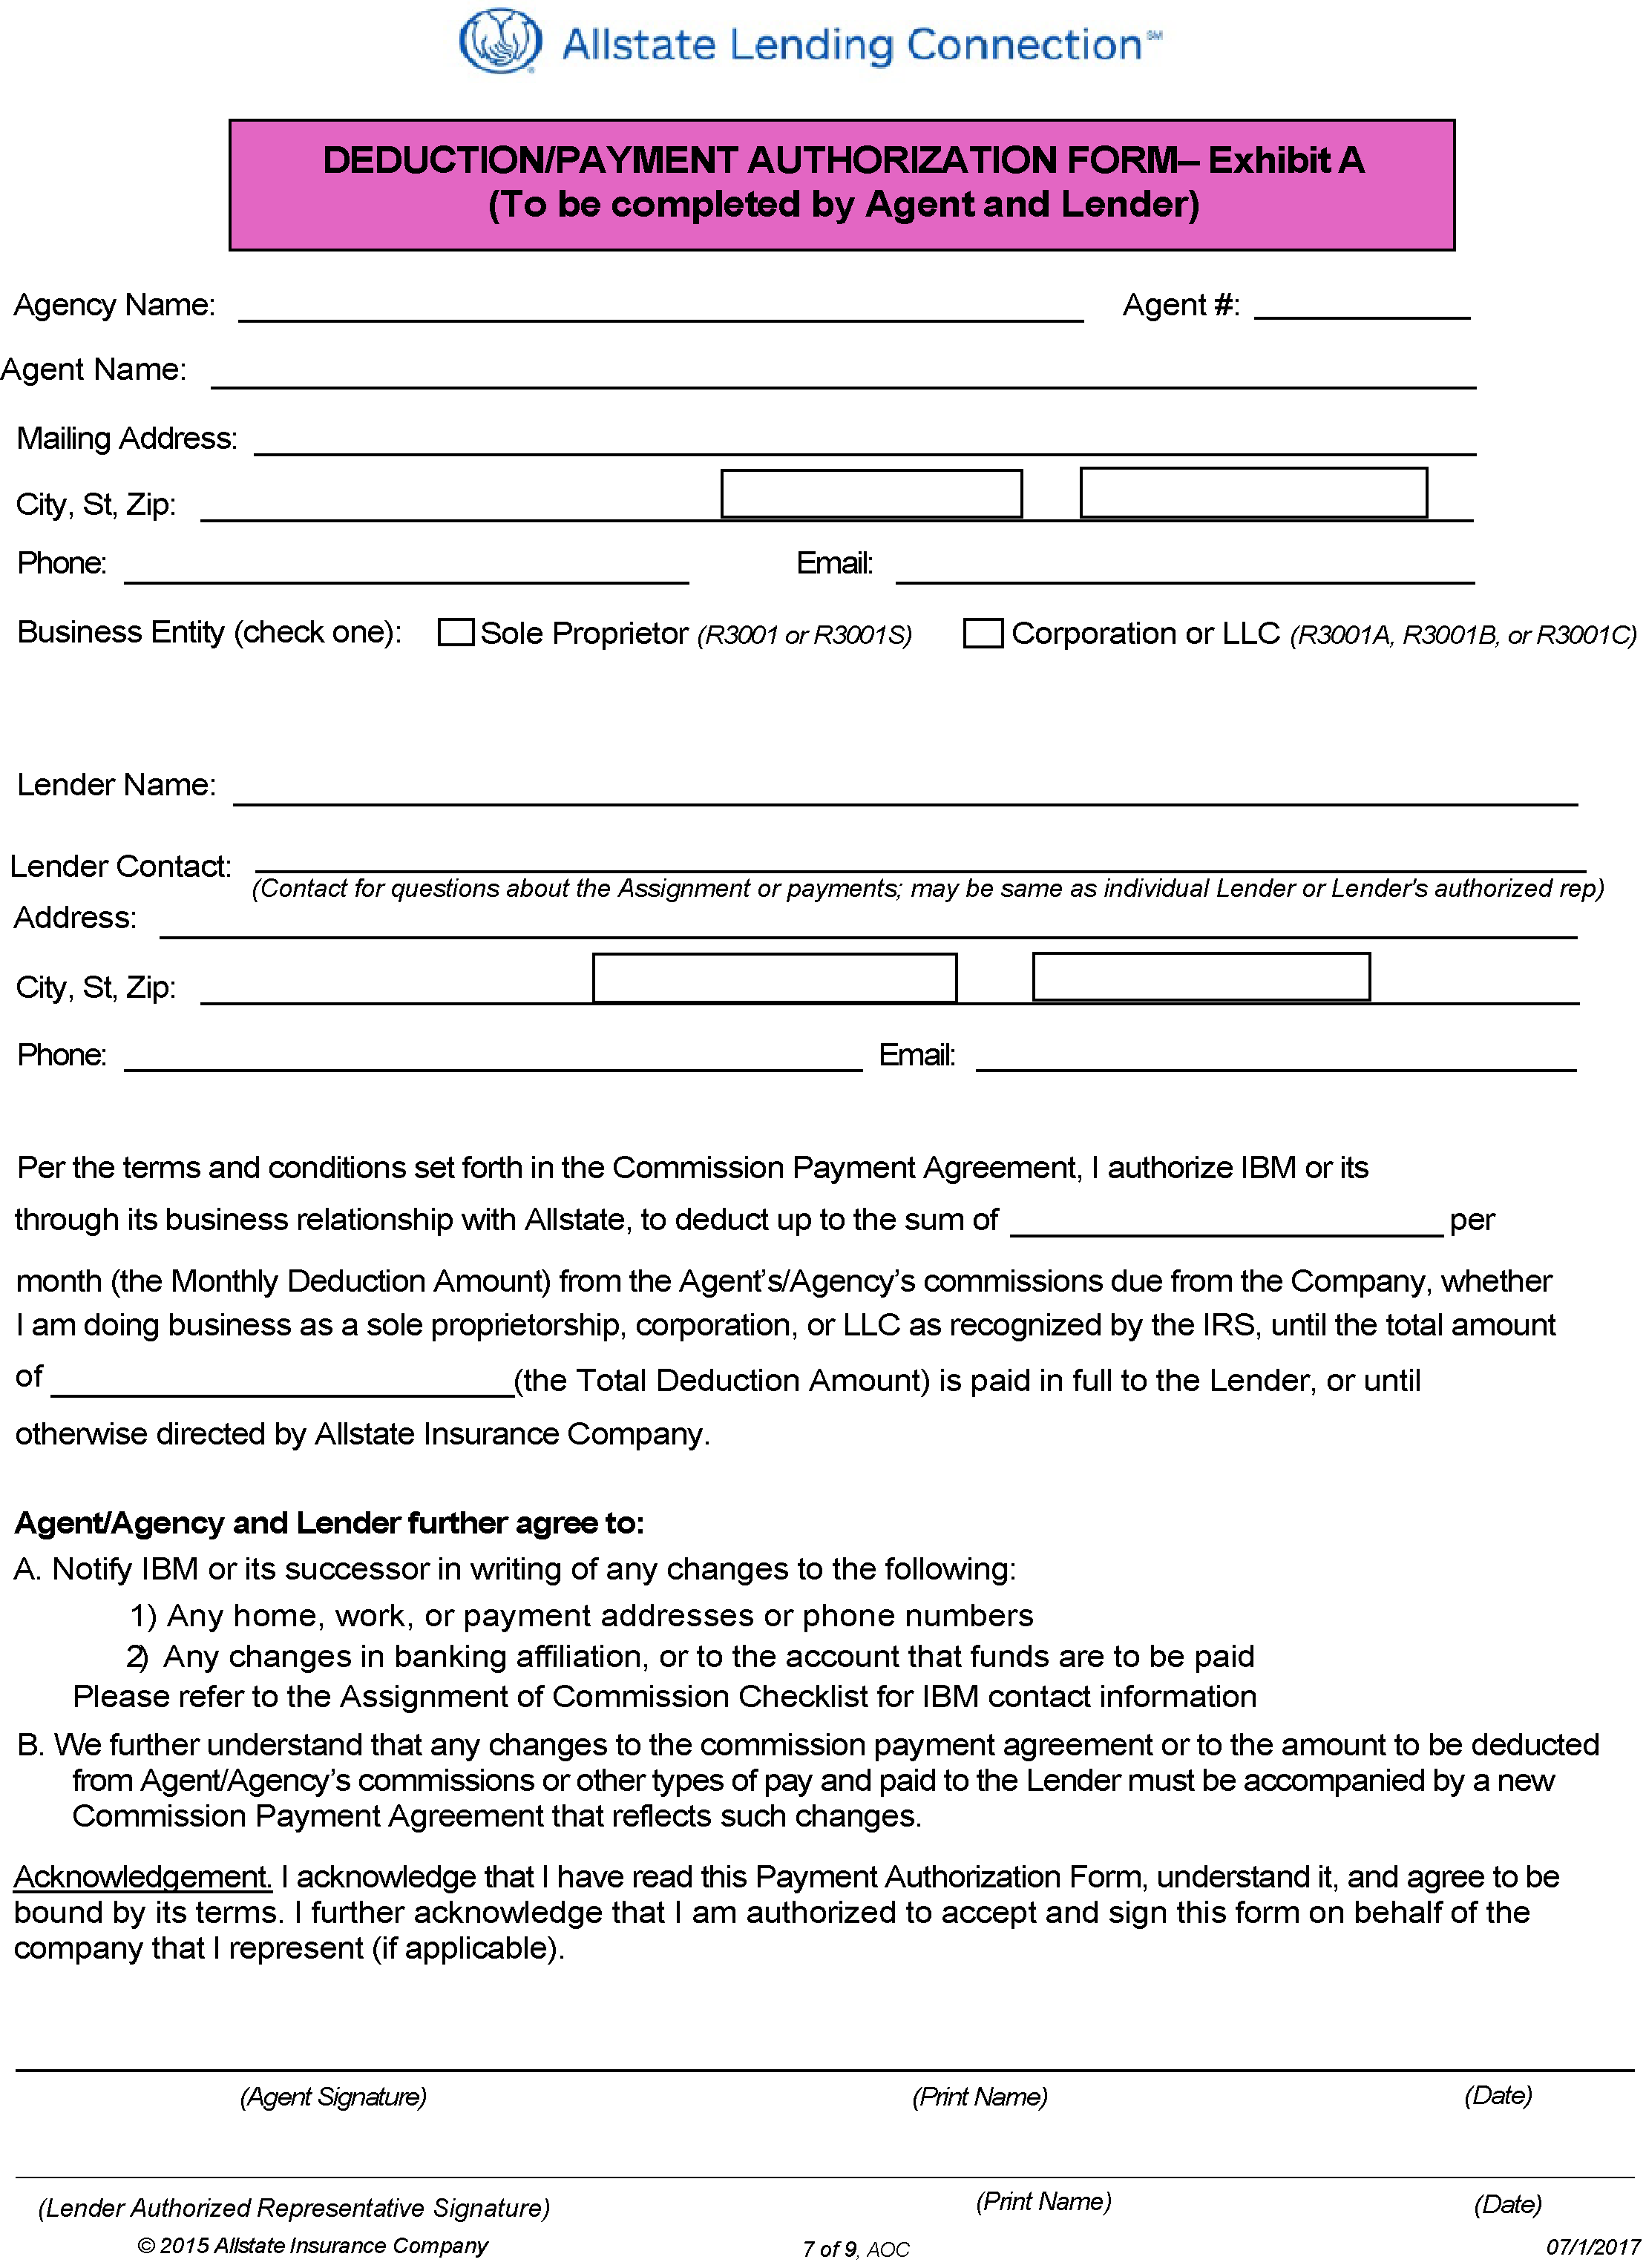 Allstate Lending Connection℠
DEDUCTION/PAYMENT AUTHORIZATION FORM– Exhibit A
(To be completed by Agent and Lender)
Agency Name: Agent #:
Agent Name:
Mailing Address:
City, St, Zip:
Phone: Email:
Business Entity (check one): Sole Proprietor (R3001 or R3001S) Corporation or LLC (R3001A, R3001B, or R3001C)
Lender Name:
Lender Contact:
(Contact for questions about the Assignment or payments; may be same as individual Lender or Lender's authorized rep)
Address:
City, St, Zip:
Phone: Email:
Per the terms and conditions set forth in the Commission Payment Agreement, I authorize IBM or its
through its business relationship with Allstate, to deduct up to the sum of per
month (the Monthly Deduction Amount) from the Agent’s/Agency’s commissions due from the Company, whether
I am doing business as a sole proprietorship, corporation, or LLC as recognized by the IRS, until the total amount
of (the Total Deduction Amount) is paid in full to the Lender, or until
otherwise directed by Allstate Insurance Company.
Agent/Agency and Lender further agree to:
A. Notify IBM or its successor in writing of any changes to the following:
1) Any home, work, or payment addresses or phone numbers
2) Any changes in banking affiliation, or to the account that funds are to be paid
Please refer to the Assignment of Commission Checklist for IBM contact information
B. We further understand that any changes to the commission payment agreement or to the amount to be deducted
from Agent/Agency’s commissions or other types of pay and paid to the Lender must be accompanied by a new
Commission Payment Agreement that reflects such changes.
Acknowledgement. I acknowledge that I have read this Payment Authorization Form, understand it, and agree to be
bound by its terms. I further acknowledge that I am authorized to accept and sign this form on behalf of the
company that I represent (if applicable).
(Agent Signature) (Print Name) (Date)
(Lender Authorized Representative Signature) (Print Name) (Date)
© 2015 Allstate Insurance Company 7 of 9, AOC 07/1/2017